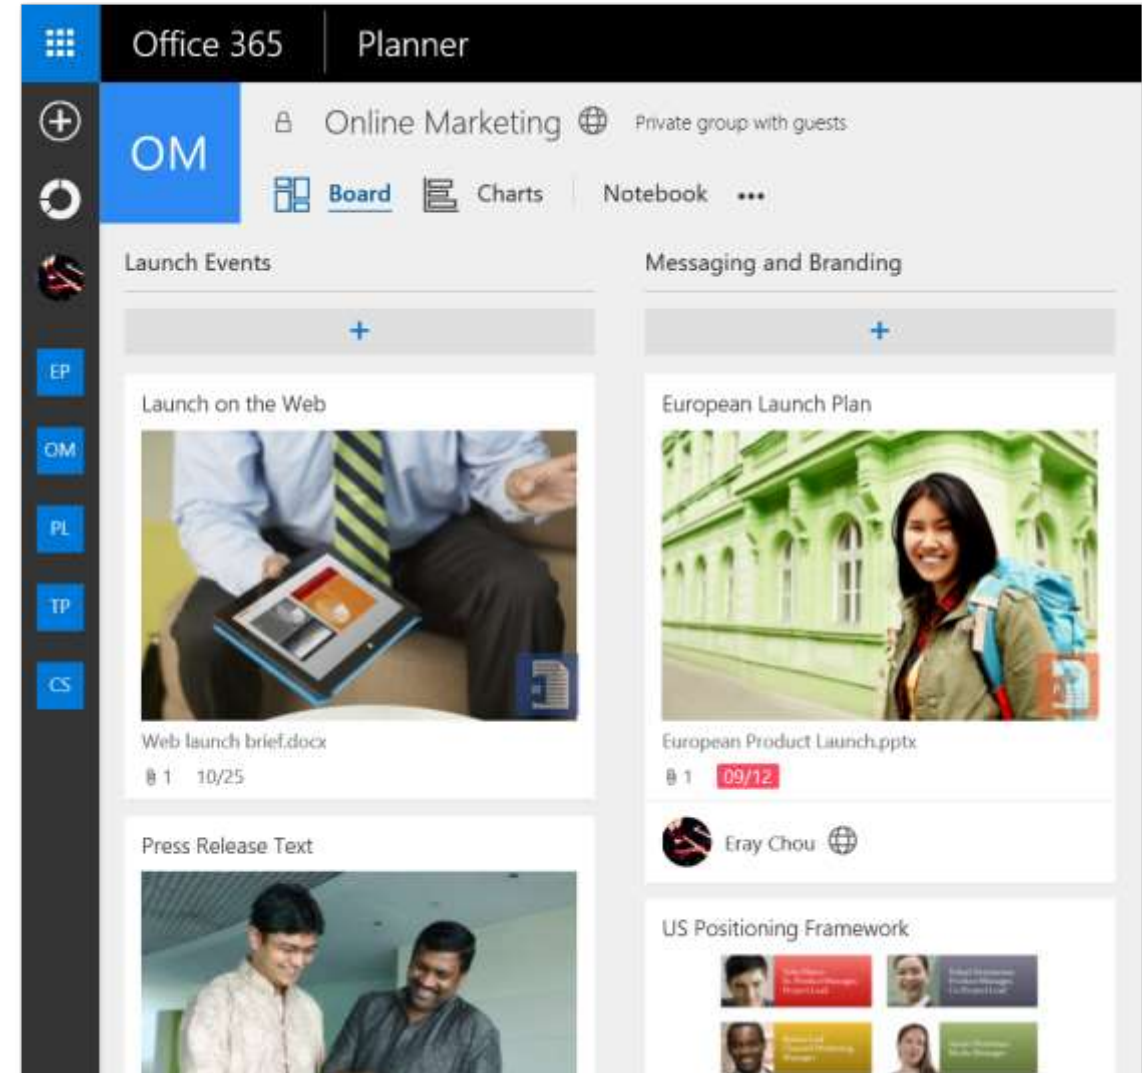 Office 365
Planner
OM
Online Marketing
Private group with guests
Board
Charts
Notebook
EP
OM
PL
TP
CS
Launch Events
+
Launch on the Web
Web launch brief.docx
1 10/25
Press Release Text
Messaging and Branding
+
European Launch Plan
European Product Launch.pptx
1 09/12
Eray Chou
US Positioning Framework